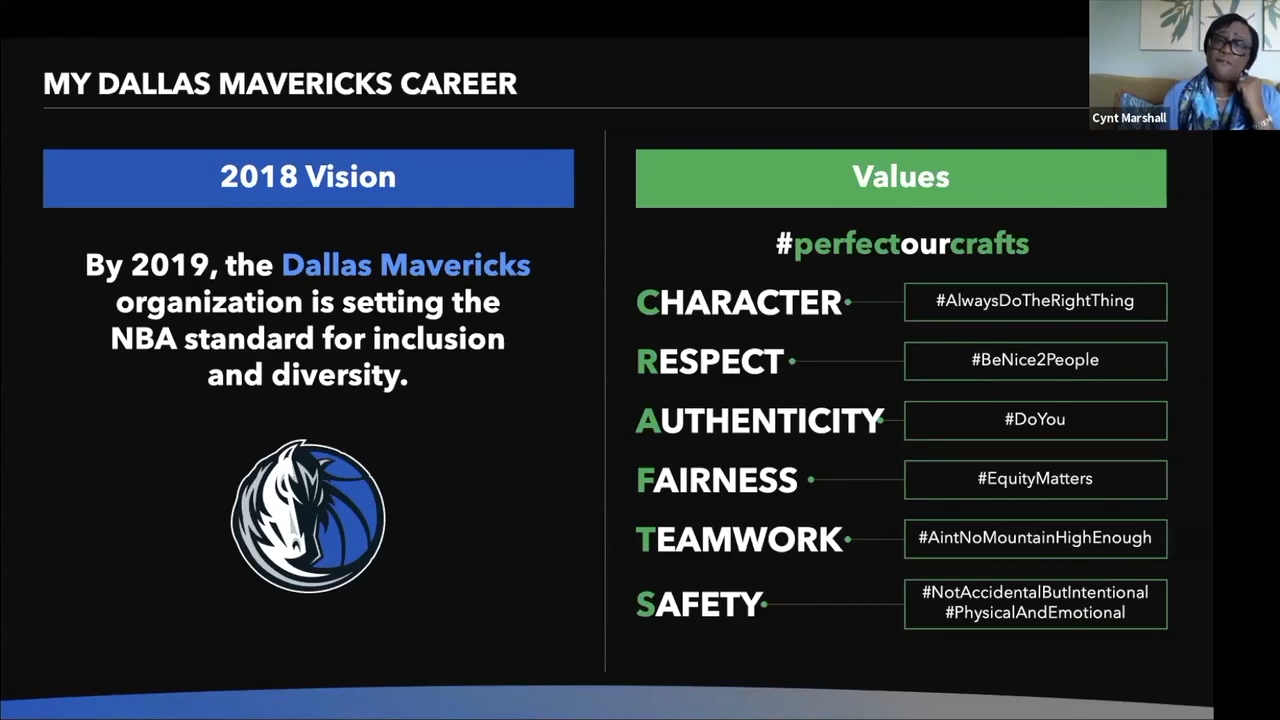 MY DALLAS MAVERICKS CAREER
Cynt Marshall
2018 Vision
By 2019, the Dallas Mavericks
organization is setting the
NBA standard for inclusion
and diversity.
Values
#perfectourcrafts
CHARACTER
#AlwaysDoTheRightThing
RESPECT
#BeNice2People
AUTHENTICITY
#DoYou
FAIRNESS
#EquityMatters
TEAMWORK
#AintNoMountainHighEnough
SAFETY
#NotAccidentalButIntentional
#PhysicalAndEmotional